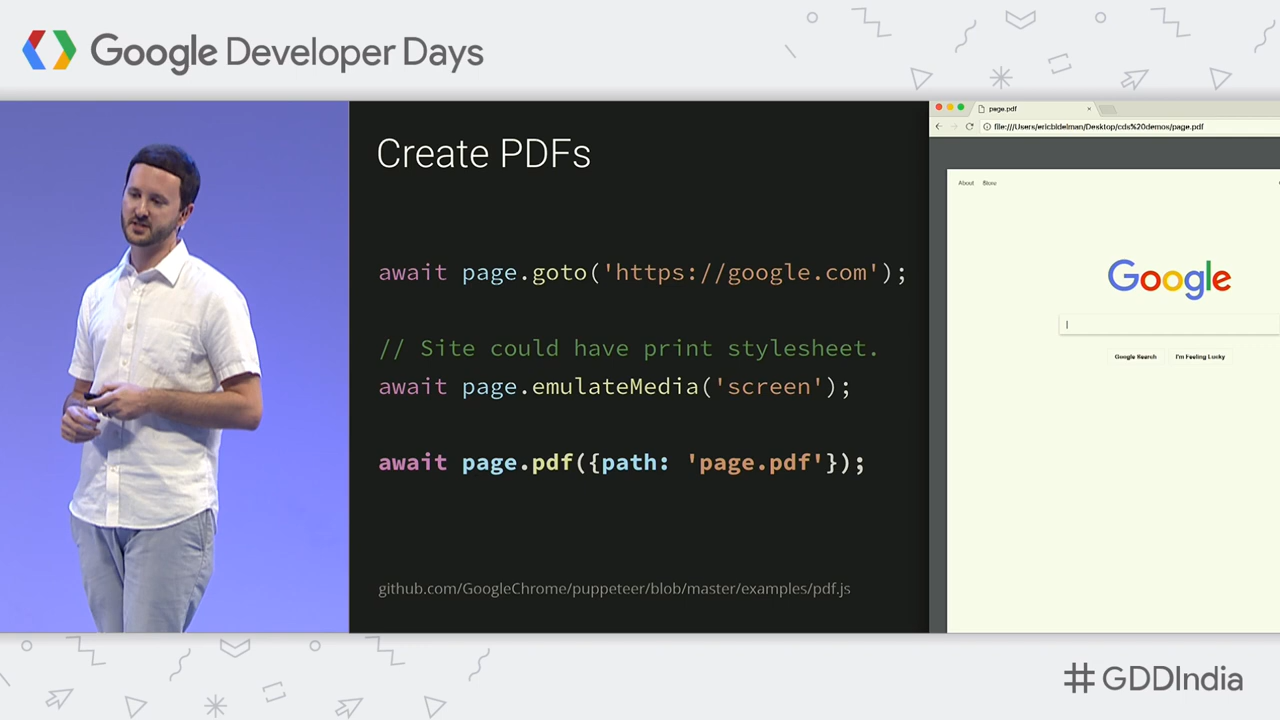 Google Developer Days
Create PDFs
await page.goto('https://google.com');
// Site could have print stylesheet.
await page.emulateMedia('screen');
await page.pdf({path: 'page.pdf'});
github.com/GoogleChrome/puppeteer/blob/master/examples/pdf.js
page.pdf
file:///Users/ericbidelman/Desktop/cds%20demos/page.pdf
About Store
Google
Google Search I'm Feeling Lucky
#GDDIndia